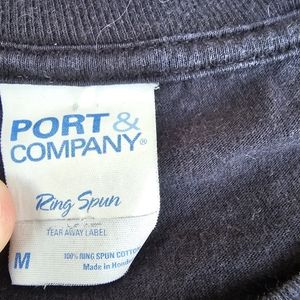 PORT &
COMPANY®
Ring Spun
TEAR AWAY LABEL
M
100% RING SPUN COTTON
Made in